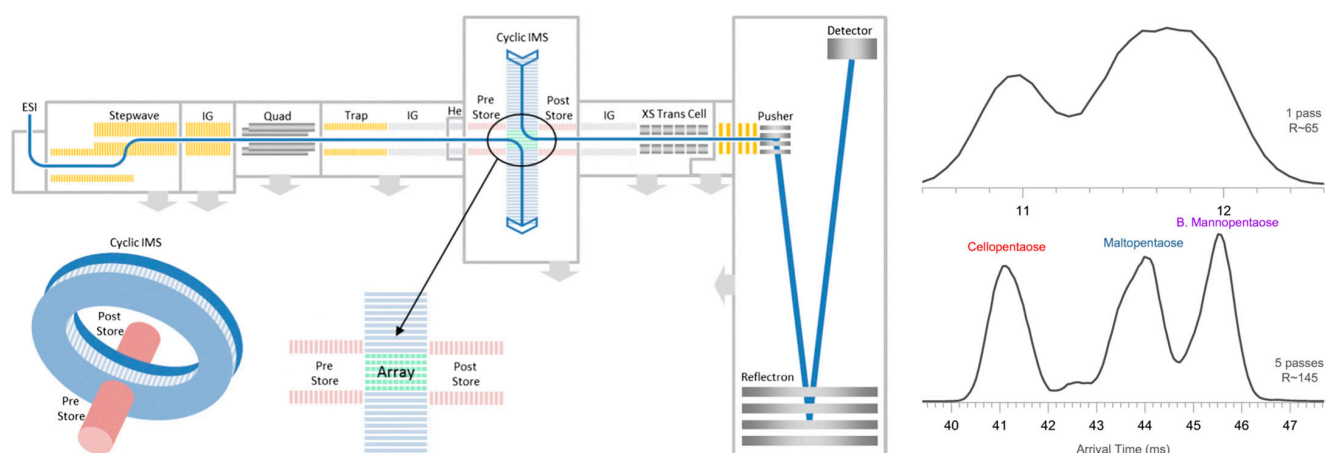 ESI
Stepwave
IG
Quad
Trap
IG
He
Pre
Store
Cyclic IMS
Post
Store
IG
XS Trans Cell
Pusher
Detector
Reflectron
Cyclic IMS
Post
Store
Pre
Store
Pre
Store
Array
Post
Store
1 pass
R~65
11
12
Cellopentaose
Maltopentaose
B. Mannopentaose
5 passes
R~145
40
41
42
43
44
45
46
47
Arrival Time (ms)